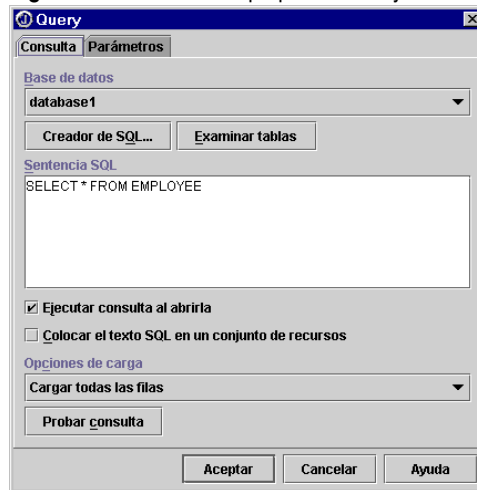 Query
Consulta Parámetros
Base de datos
database1
Creador de SQL... Examinar tablas
Sentencia SQL
SELECT * FROM EMPLOYEE
Ejecutar consulta al abrirla
Colocar el texto SQL en un conjunto de recursos
Opciones de carga
Cargar todas las filas
Probar consulta
Aceptar Cancelar Ayuda